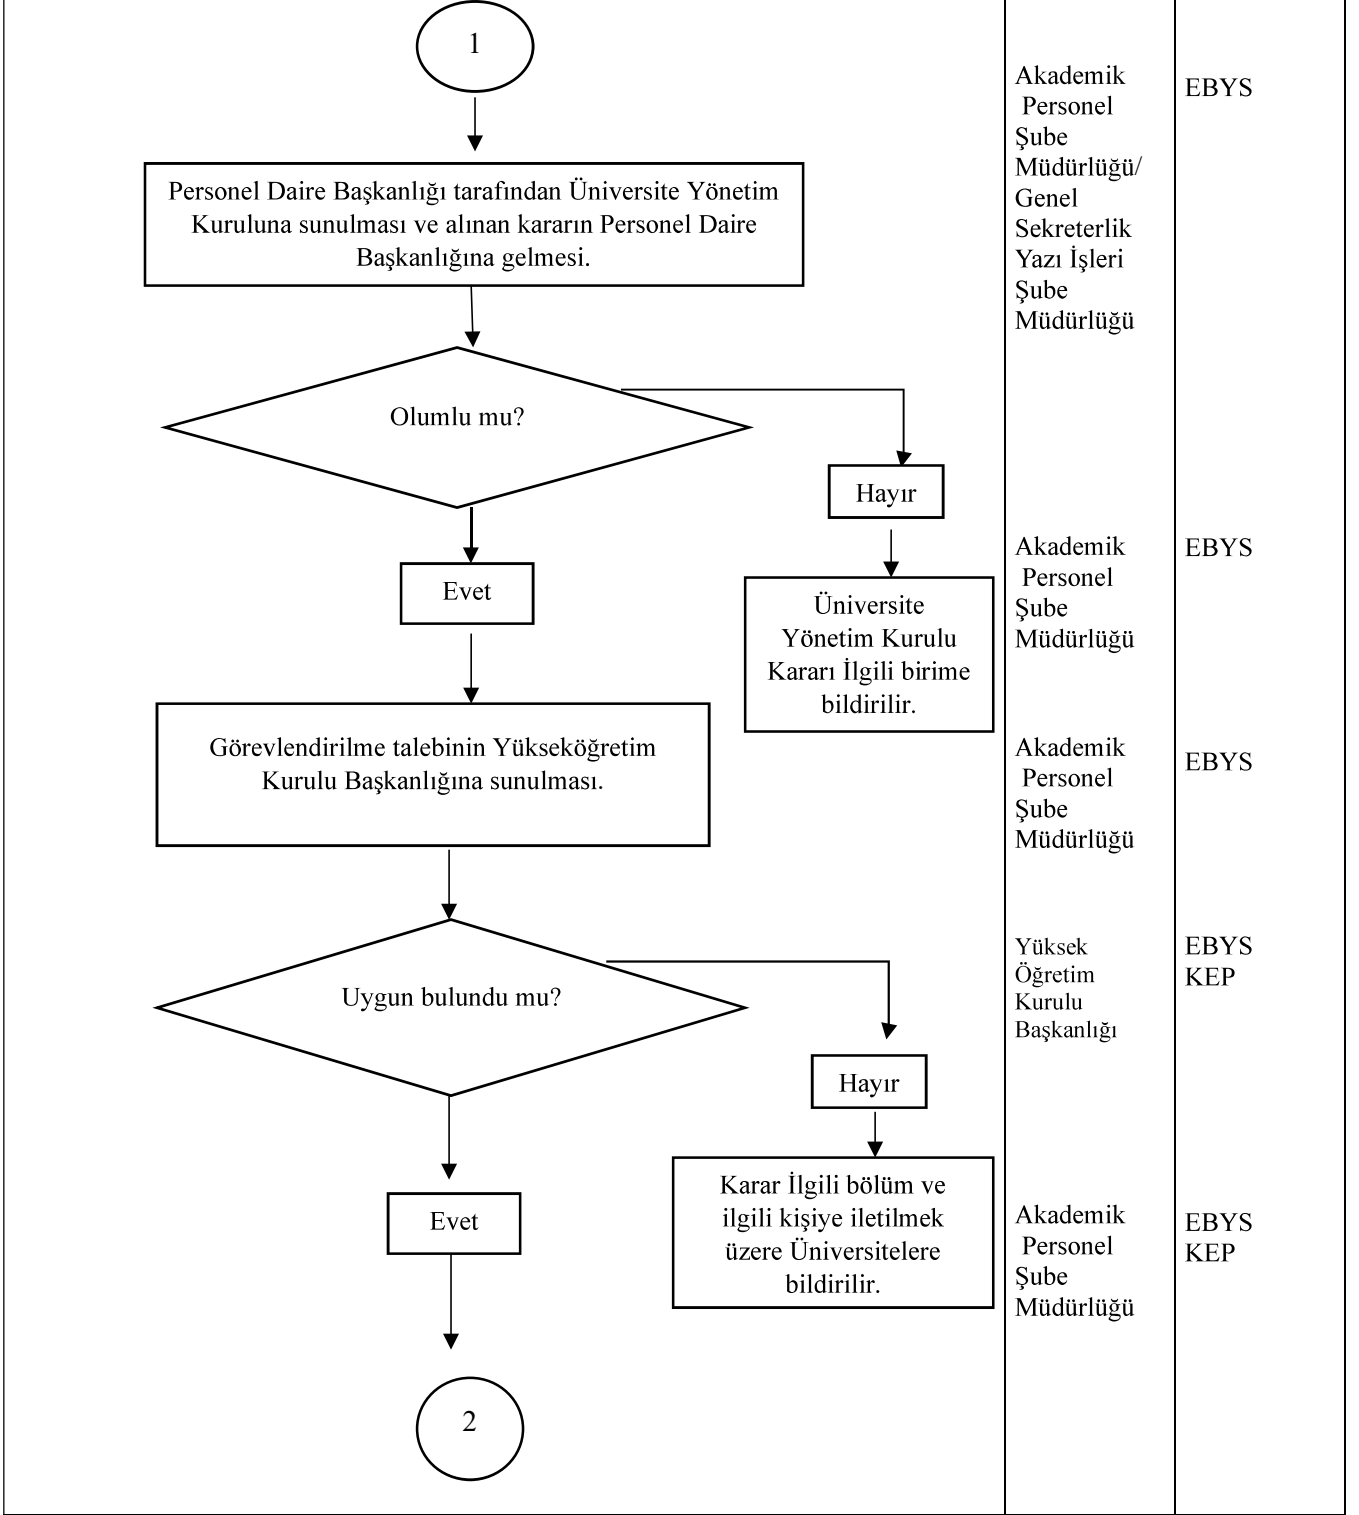 1
Personel Daire Başkanlığı tarafından Üniversite Yönetim
Kuruluna sunulması ve alınan kararın Personel Daire
Başkanlığına gelmesi.
Akademik
Personel
Şube
Müdürlüğü/
Genel
Sekreterlik
Yazı İşleri
Şube
Müdürlüğü
EBYS
Olumlu mu?
Hayır
Evet
Üniversite
Yönetim Kurulu
Kararı İlgili birime
bildirilir.
Akademik
Personel
Şube
Müdürlüğü
EBYS
Görevlendirilme talebinin Yükseköğretim
Kurulu Başkanlığına sunulması.
Akademik
Personel
Şube
Müdürlüğü
EBYS
Uygun bulundu mu?
Yüksek
Öğretim
Kurulu
Başkanlığı
EBYS
KEP
Hayır
Evet
Karar İlgili bölüm ve
ilgili kişiye iletilmek
üzere Üniversitelere
bildirilir.
Akademik
Personel
Şube
Müdürlüğü
EBYS
KEP
2